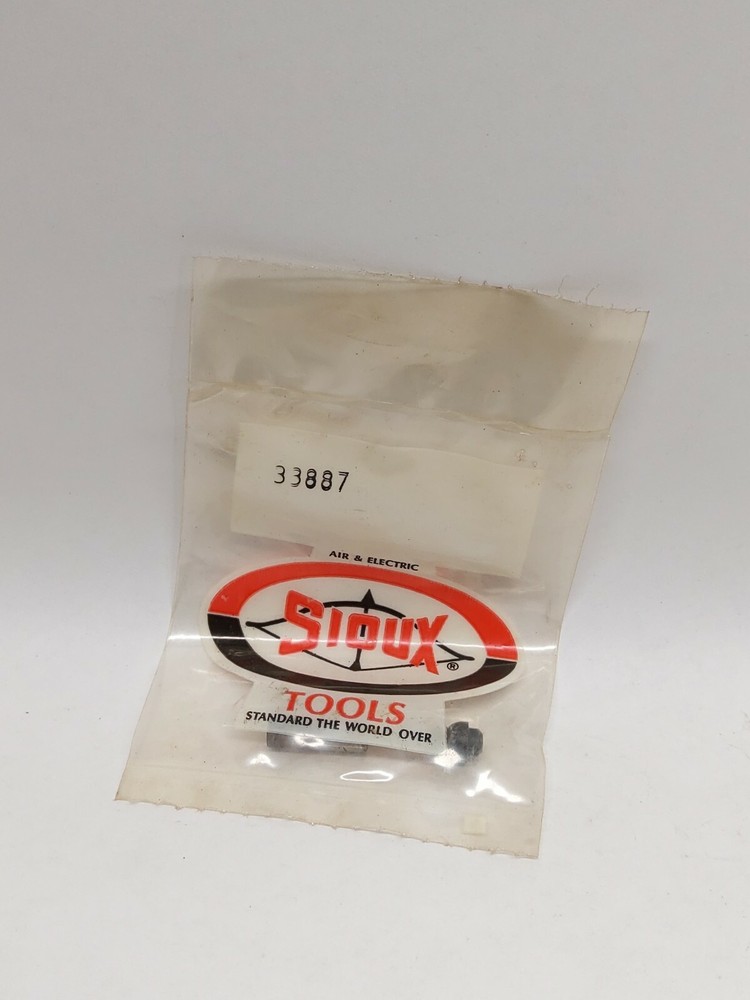 33887
AIR & ELECTRIC
SIOUX ®
TOOLS
STANDARD THE WORLD OVER